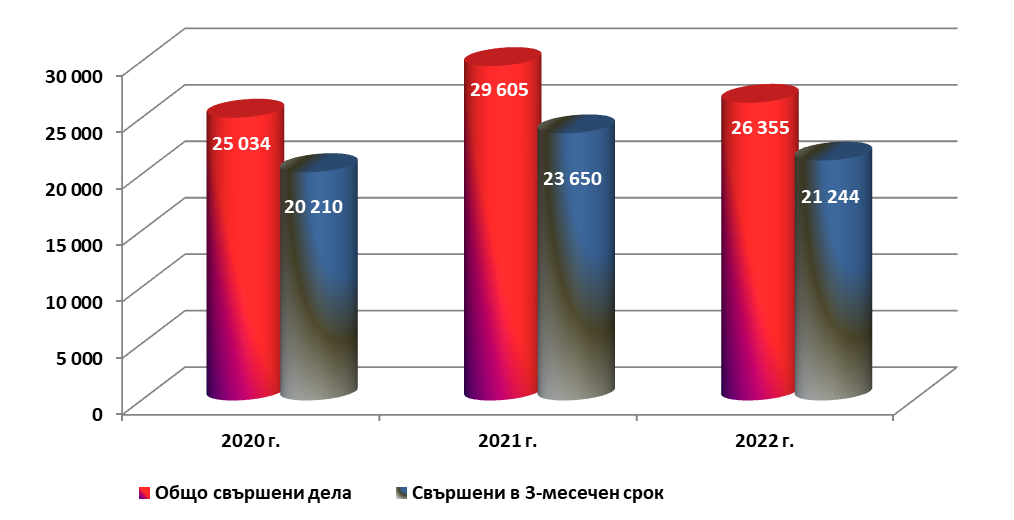 30 000
25 000
20 000
15 000
10 000
5 000
0
25 034
20 210
29 605
23 650
26 355
21 244
2020 г.
2021 г.
2022 г.
Общо свършени дела
Свършени в 3-месечен срок